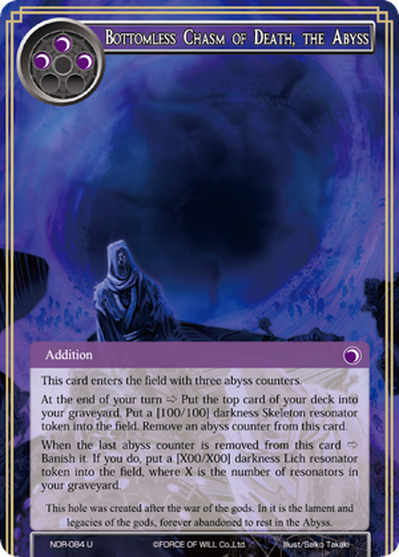 Bottomless Chasm of Death, the Abyss
Addition
This card enters the field with three abyss counters.
At the end of your turn ⇨ Put the top card of your deck into
your graveyard. Put a [100/100] darkness Skeleton resonator
token into the field. Remove an abyss counter from this card.
When the last abyss counter is removed from this card ⇨
Banish it. If you do, put a [X00/X00] darkness Lich resonator
token into the field, where X is the number of resonators in
your graveyard.
This hole was created after the war of the gods. In it is the lament and
legacies of the gods, forever abandoned to rest in the Abyss.
NDR-084 U ©FORCE OF WILL Co.,Ltd. Illust/Saiko Takaki